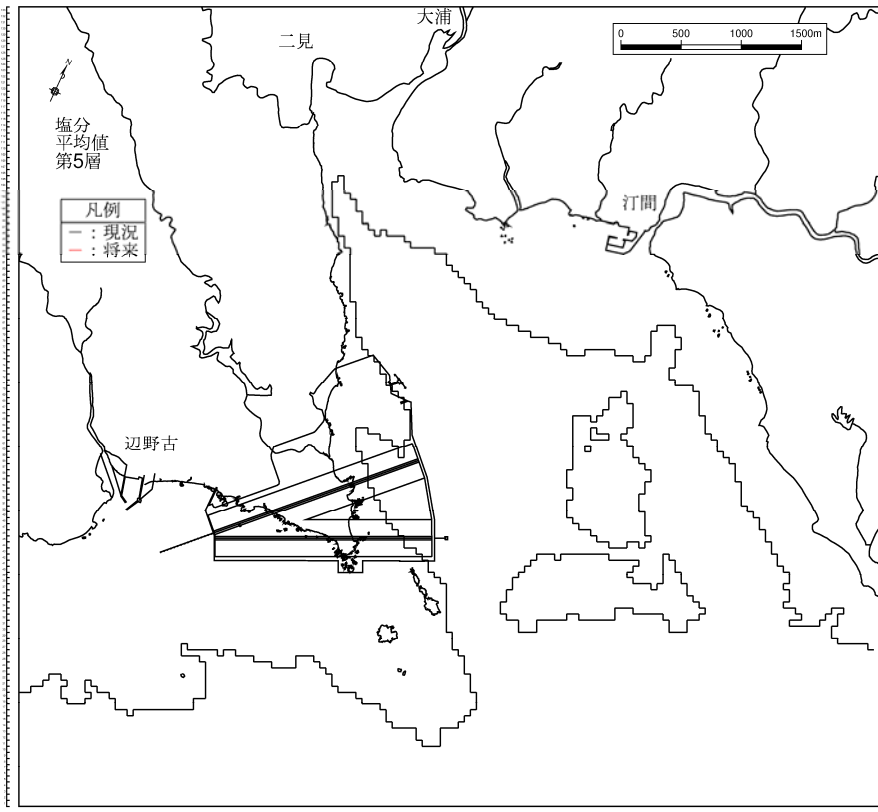 大浦
二見
0 500 1000 1500m
N
塩分
平均値
第5層
凡例
― : 現況
― : 将来
汀間
辺野古